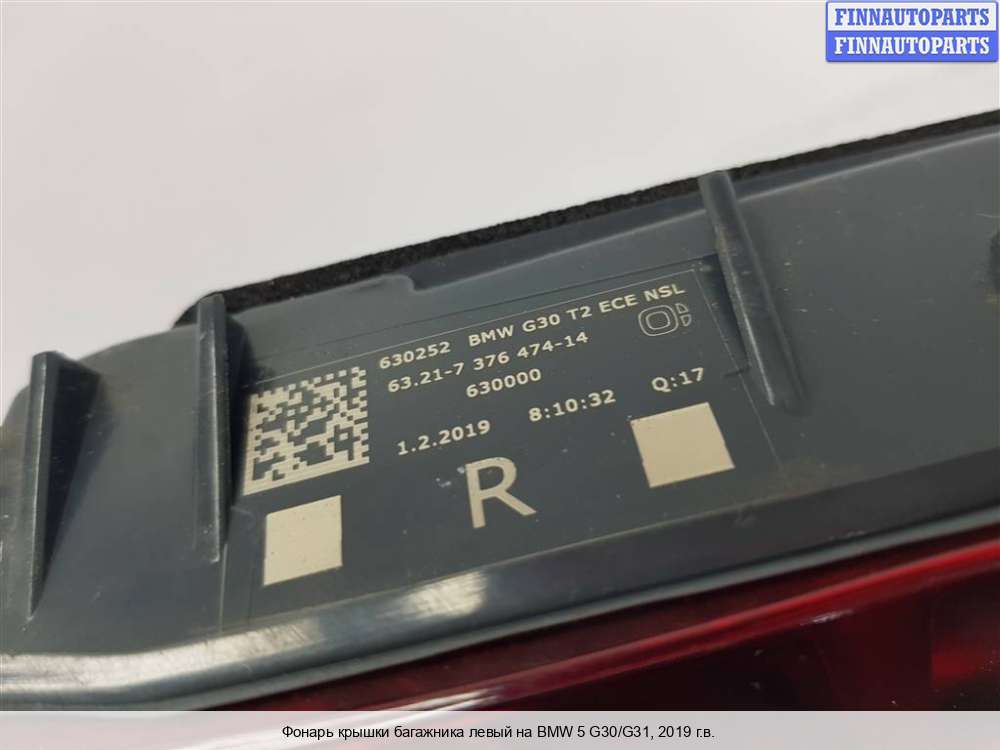 FINNAUTOPARTS
FINNAUTOPARTS
630252 BMW G30 T2 ECE NSL
63.21-7 376 474-14
630000
1.2.2019 8:10:32 Q:17
R
Фонарь крышки багажника левый на BMW 5 G30/G31, 2019 г.в.